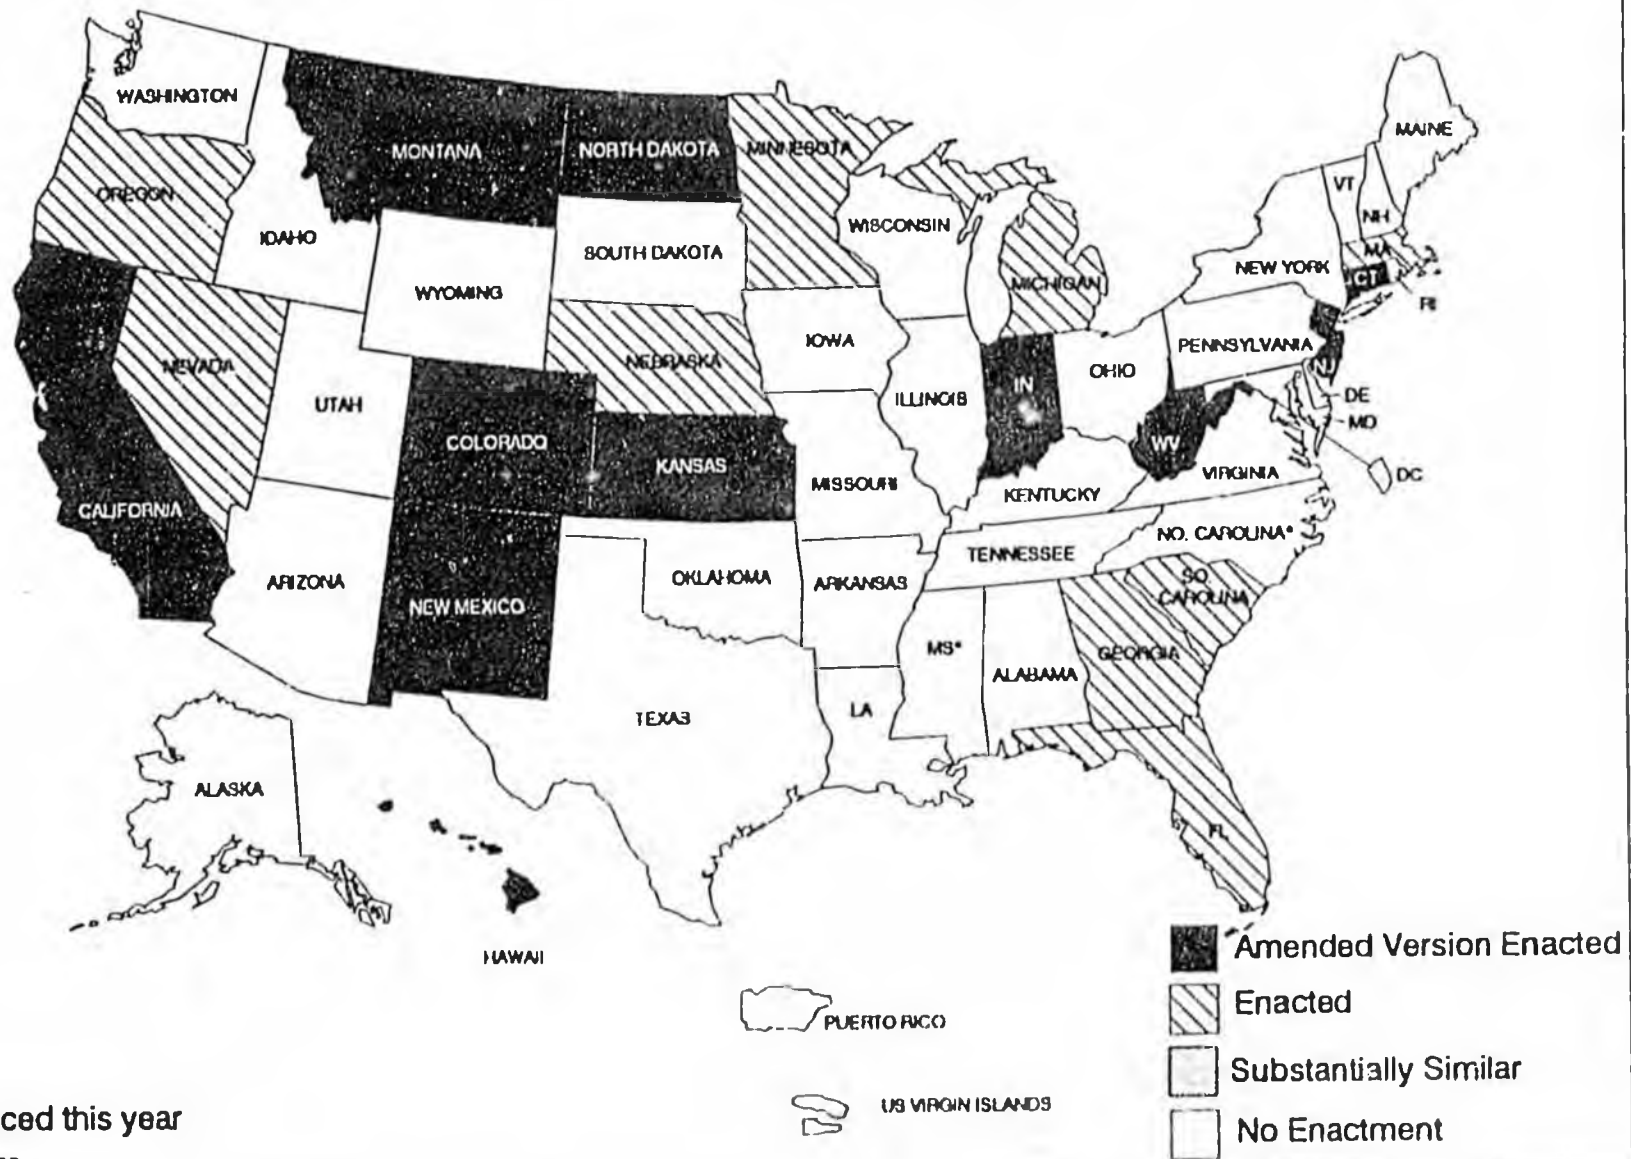 WASHINGTON
MONTANA
NORTH DAKOTA
MINNESOTA
MAINE
VT
NH
OREGON
IDAHO
SOUTH DAKOTA
WISCONSIN
MA
WYOMING
MICHIGAN
NEW YORK
CT
RI
NEVADA
NEBRASKA
IOWA
PENNSYLVANIA
NJ
UTAH
ILLINOIS
IN
OHIO
DE
MD
COLORADO
KANSAS
WV
VIRGINIA
DC
CALIFORNIA
MISSOURI
KENTUCKY
NO. CAROLINA*
ARIZONA
NEW MEXICO
OKLAHOMA
ARKANSAS
TENNESSEE
SO.
CAROLINA
MS*
ALABAMA
GEORGIA
TEXAS
LA
FL
ALASKA
HAWAII
Amended Version Enacted
PUERTO RICO
Enacted
Substantially Similar
US VIRGIN ISLANDS
ced this year
No Enactment